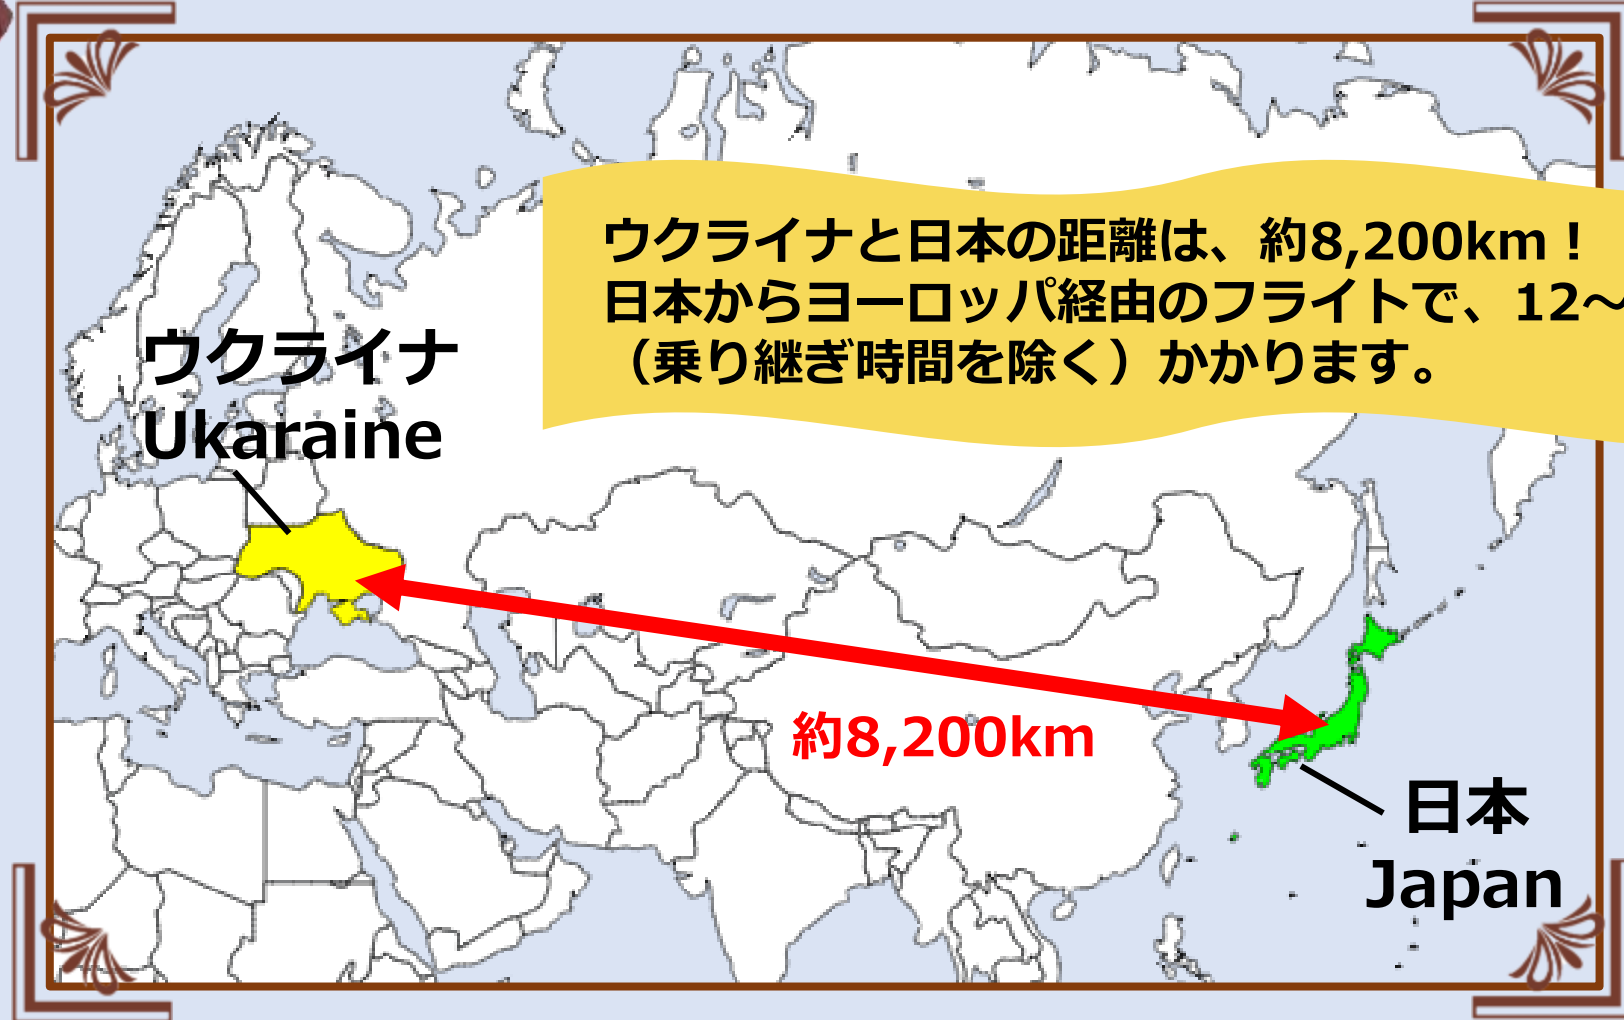 ウクライナと日本の距離は、約8,200km！
日本からヨーロッパ経由のフライトで、12～
（乗り継ぎ時間を除く）かかります。
ウクライナ
Ukaraine
約8,200km
日本
Japan